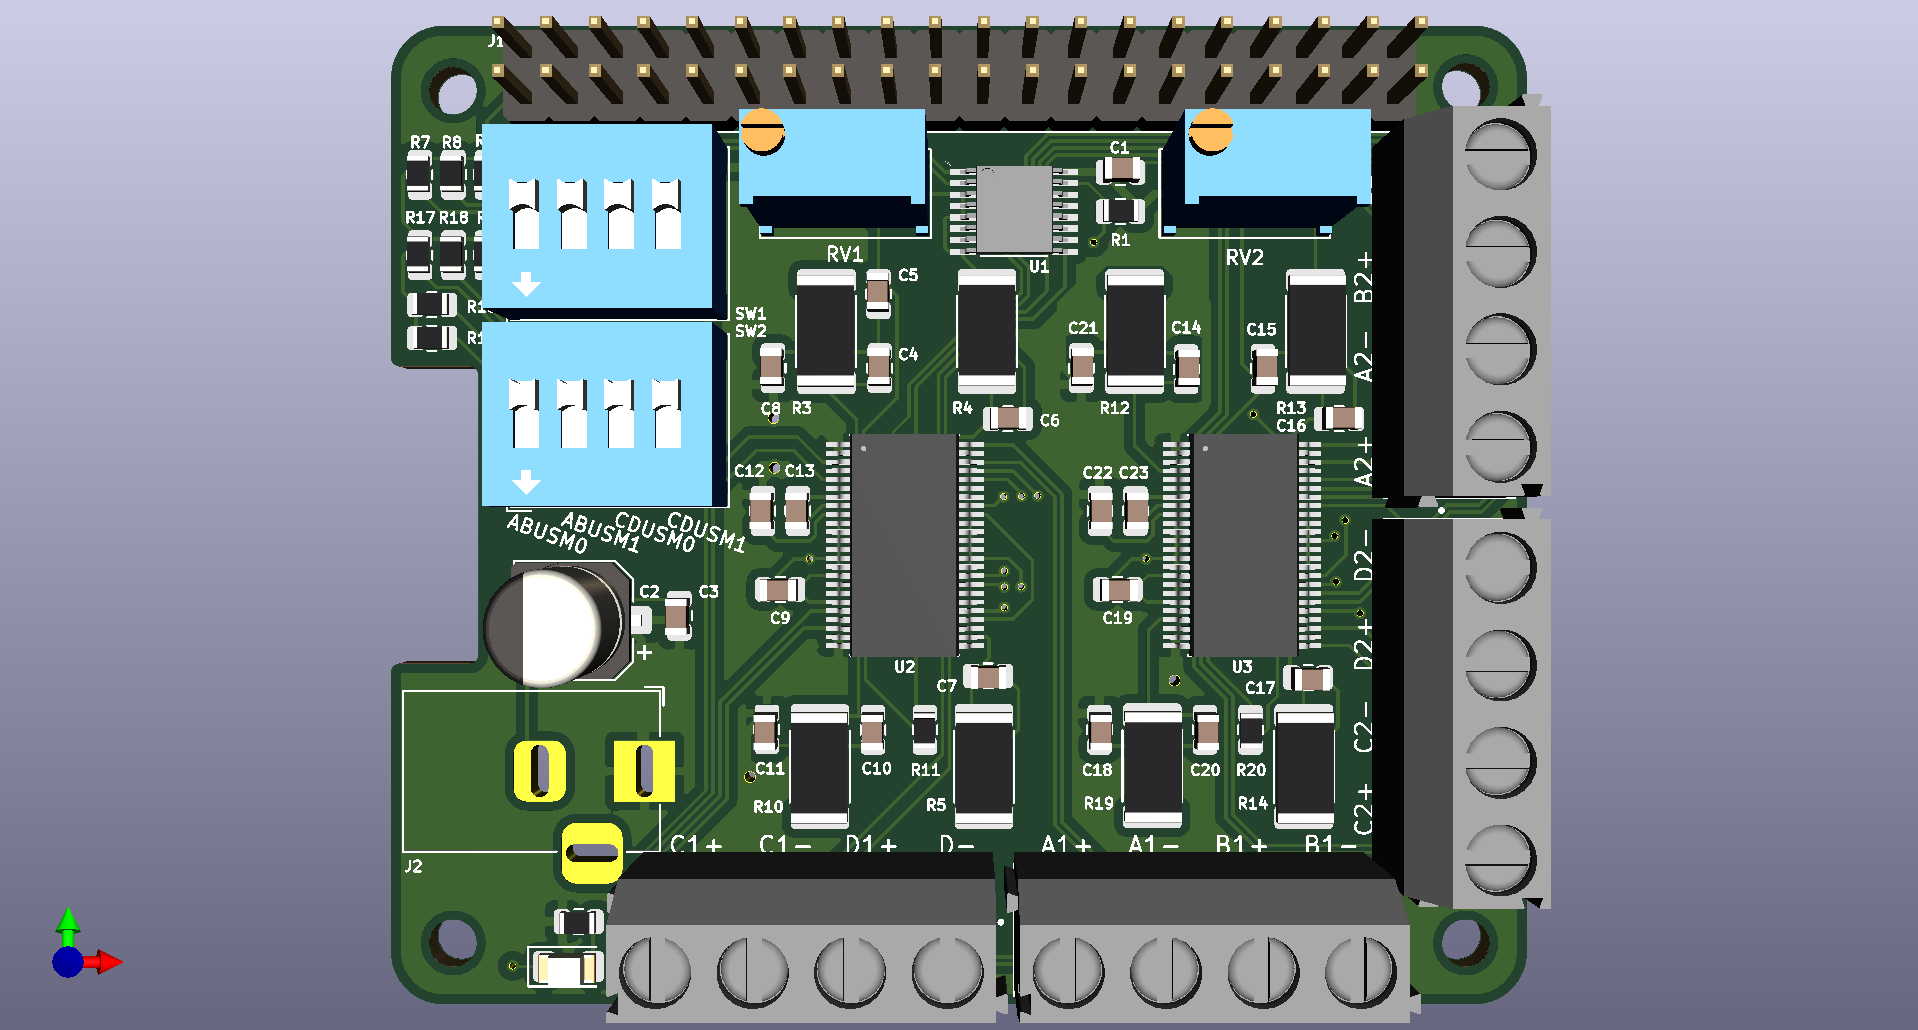 J1
R7 R8
C1
R17 R18
R1
RV1
U1
RV2
C5
SW1
SW2
C21 C14 C15
C4
B2+
A2-
C8 R3 R4 R12 R13
C6
C16
A2+
C12 C13 C22 C23
ABUSM0 ABUSM1 CDUSM0 CDUSM1
D2-
C2 C3
+
C9 C19
D2+
U2 U3
C7 C17
C2-
C11 C10 R11 C18 C20 R20
R10 R5 R19 R14
C2+
C1+ C1- D1+ D- A1+ A1- B1+ B1-
J2